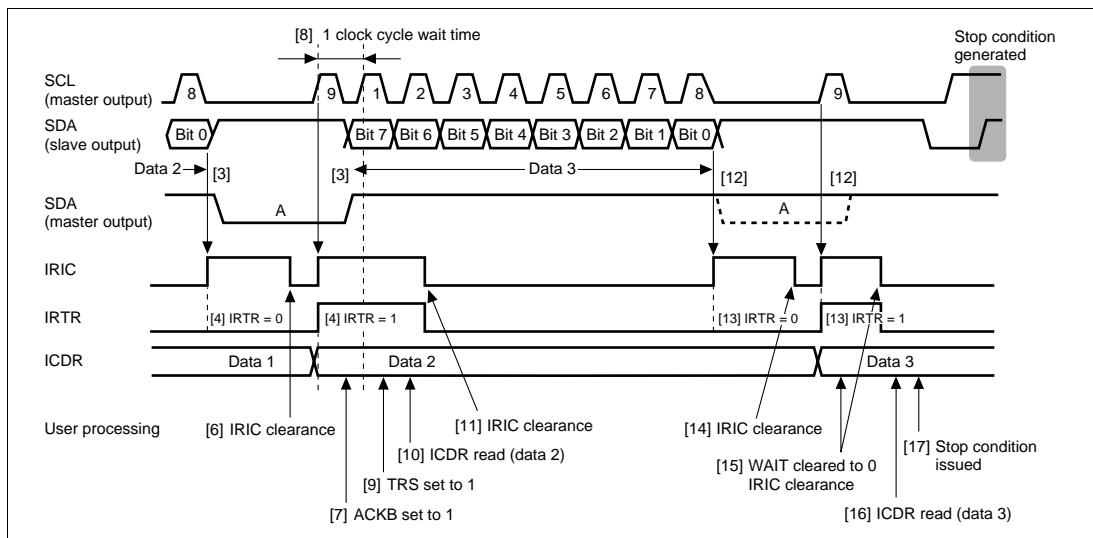 [8] 1 clock cycle wait time
Stop condition
generated
SCL
(master output)
8 9 1 2 3 4 5 6 7 8 9
SDA
(slave output)
Bit 0 Bit 7 Bit 6 Bit 5 Bit 4 Bit 3 Bit 2 Bit 1 Bit 0
Data 2 [3] [3] Data 3 [12] [12]
SDA
(master output)
A A
IRIC
IRTR
[4] IRTR = 0 [4] IRTR = 1 [13] IRTR = 0 [13] IRTR = 1
ICDR
Data 1 Data 2 Data 3
User processing
[6] IRIC clearance
[11] IRIC clearance
[14] IRIC clearance
[17] Stop condition
issued
[10] ICDR read (data 2)
[15] WAIT cleared to 0
IRIC clearance
[9] TRS set to 1
[7] ACKB set to 1
[16] ICDR read (data 3)